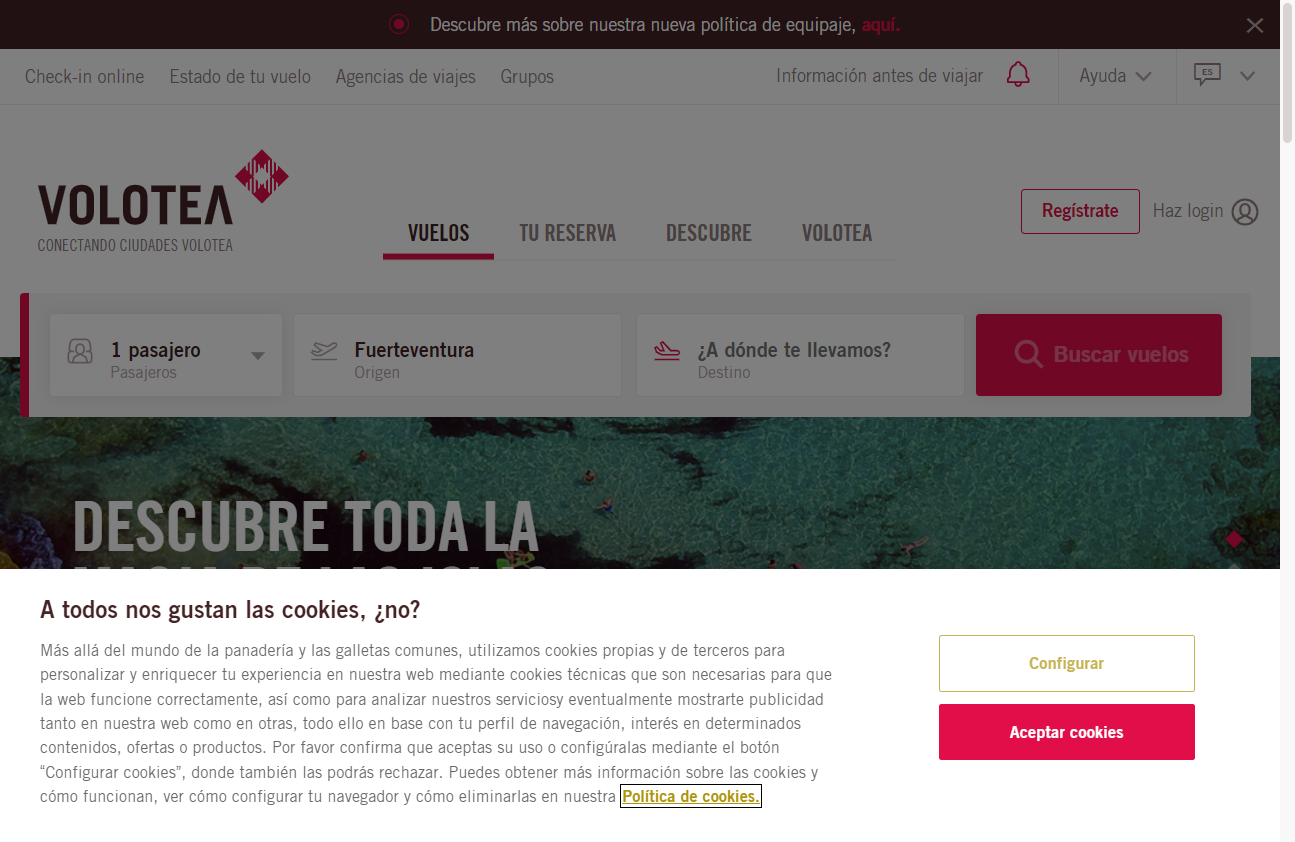 Descubre más sobre nuestra nueva política de equipaje, aquí.
Check-in online Estado de tu vuelo Agencias de viajes Grupos Información antes de viajar Ayuda ES
VOLOTEA
CONECTANDO CIUDADES VOLOTEA
VUELOS TU RESERVA DESCUBRE VOLOTEA
Regístrate Haz login
1 pasajero
Pasajeros
Fuerteventura
Origen
¿A dónde te llevamos?
Destino
Buscar vuelos
DESCUBRE TODA LA
A todos nos gustan las cookies, ¿no?
Más allá del mundo de la panadería y las galletas comunes, utilizamos cookies propias y de terceros para
personalizar y enriquecer tu experiencia en nuestra web mediante cookies técnicas que son necesarias para que
la web funcione correctamente, así como para analizar nuestros serviciosy eventualmente mostrarte publicidad
tanto en nuestra web como en otras, todo ello en base con tu perfil de navegación, interés en determinados
contenidos, ofertas o productos. Por favor confirma que aceptas su uso o configúralas mediante el botón
“Configurar cookies”, donde también las podrás rechazar. Puedes obtener más información sobre las cookies y
cómo funcionan, ver cómo configurar tu navegador y cómo eliminarlas en nuestra Política de cookies.
Configurar
Aceptar cookies